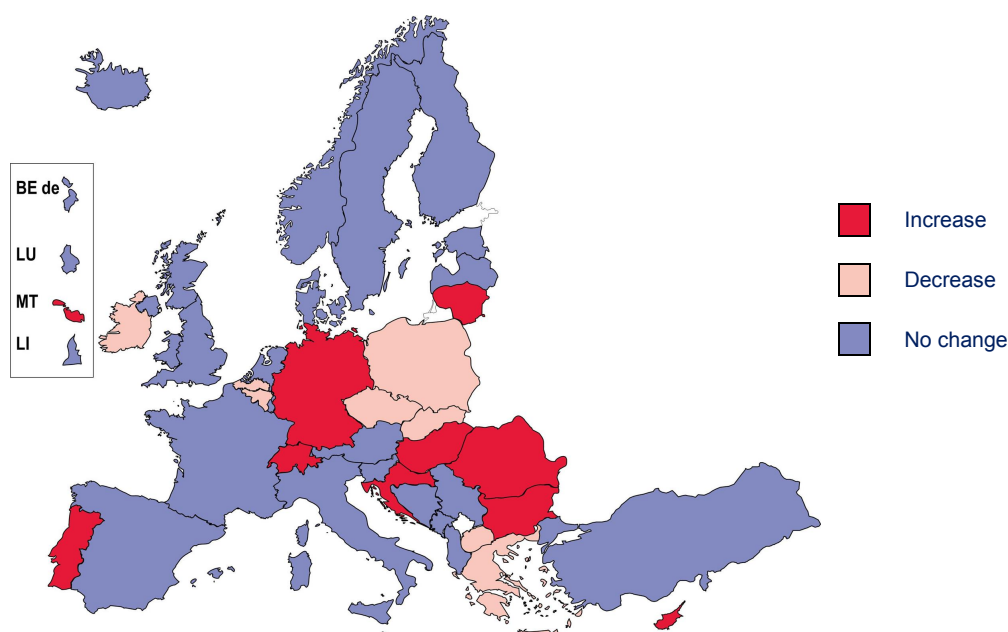 BE de
LU
MT
LI
Increase
Decrease
No change